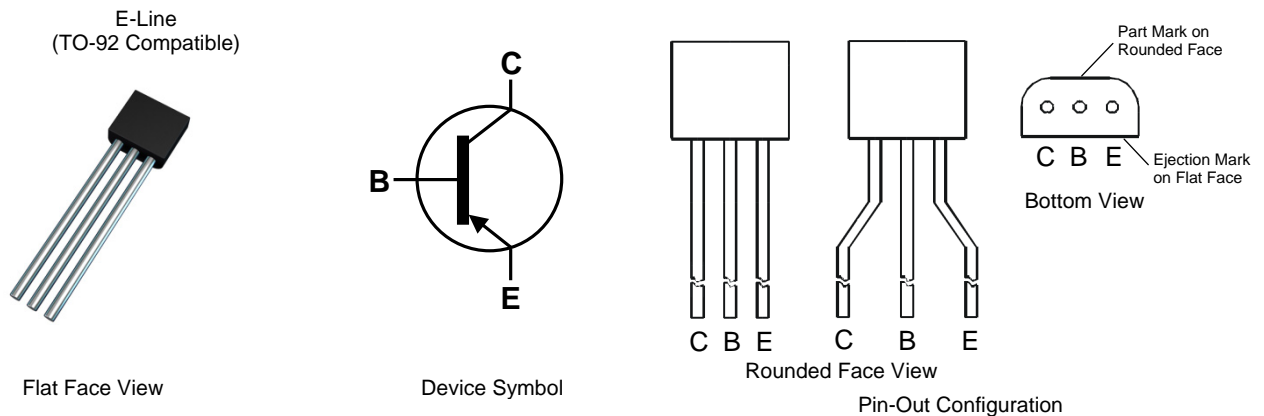 E-Line
(TO-92 Compatible)
Flat Face View
C
B
E
Device Symbol
C B E
C B E
Rounded Face View
Part Mark on
Rounded Face
C B E
Ejection Mark
on Flat Face
Bottom View
Pin-Out Configuration